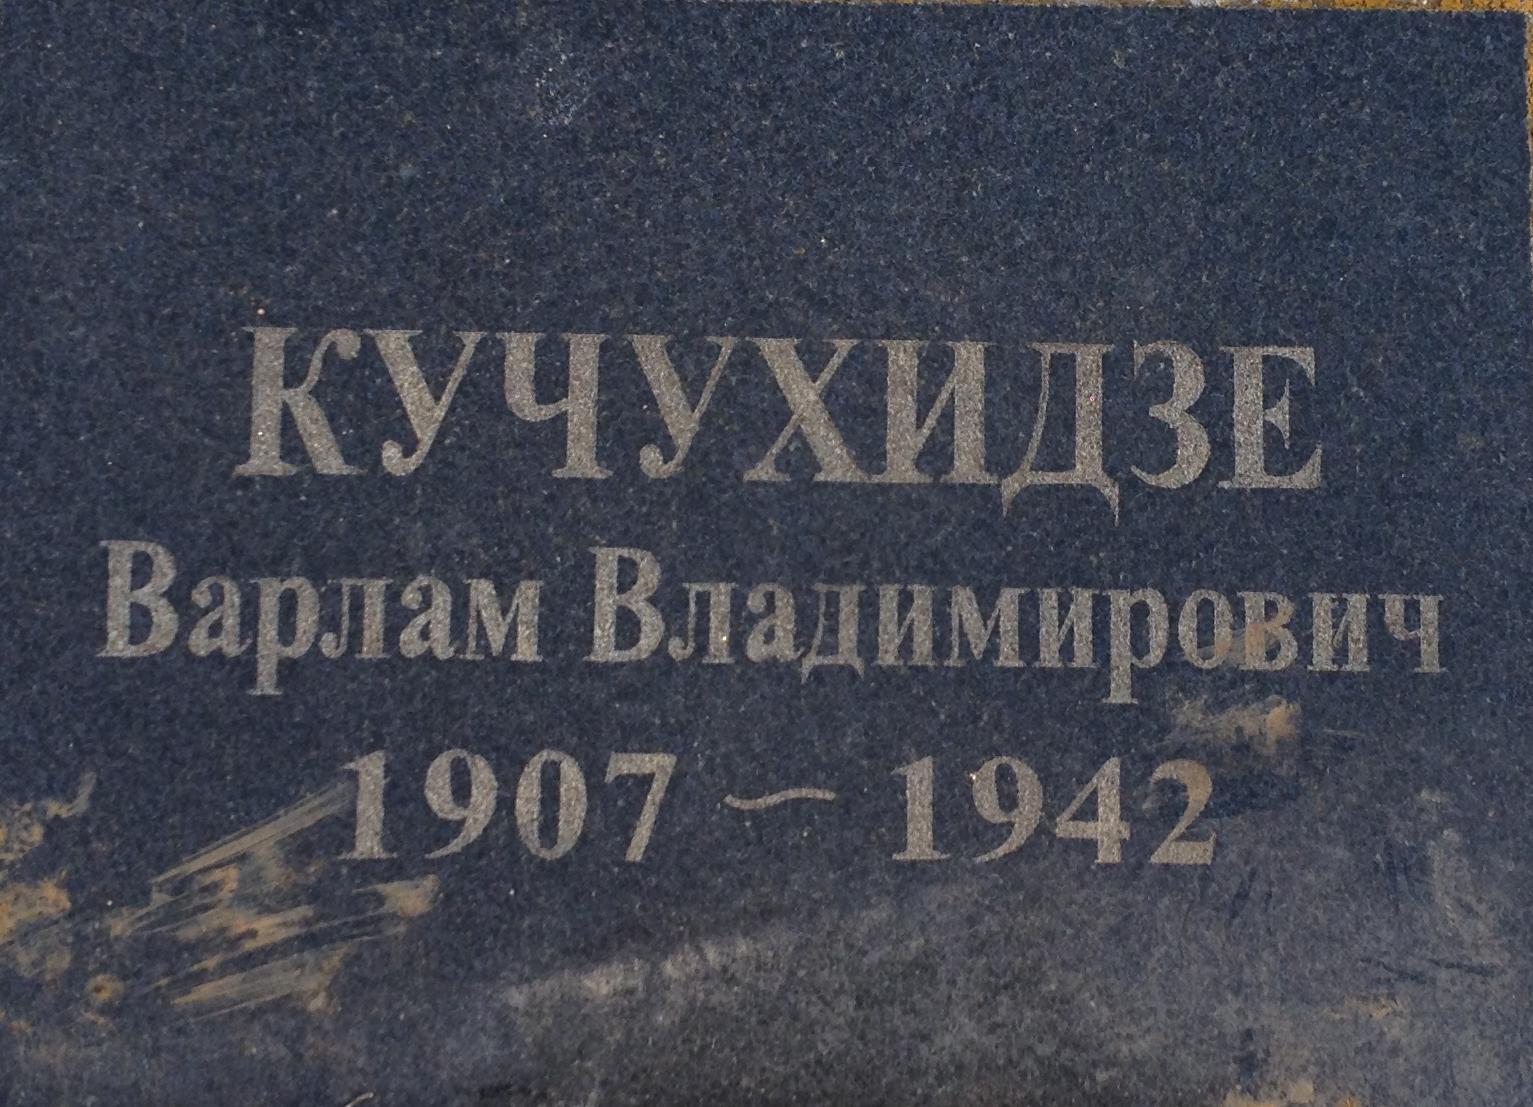 КУЧУХИДЗЕ
Варлам Владимирович
1907 ~ 1942